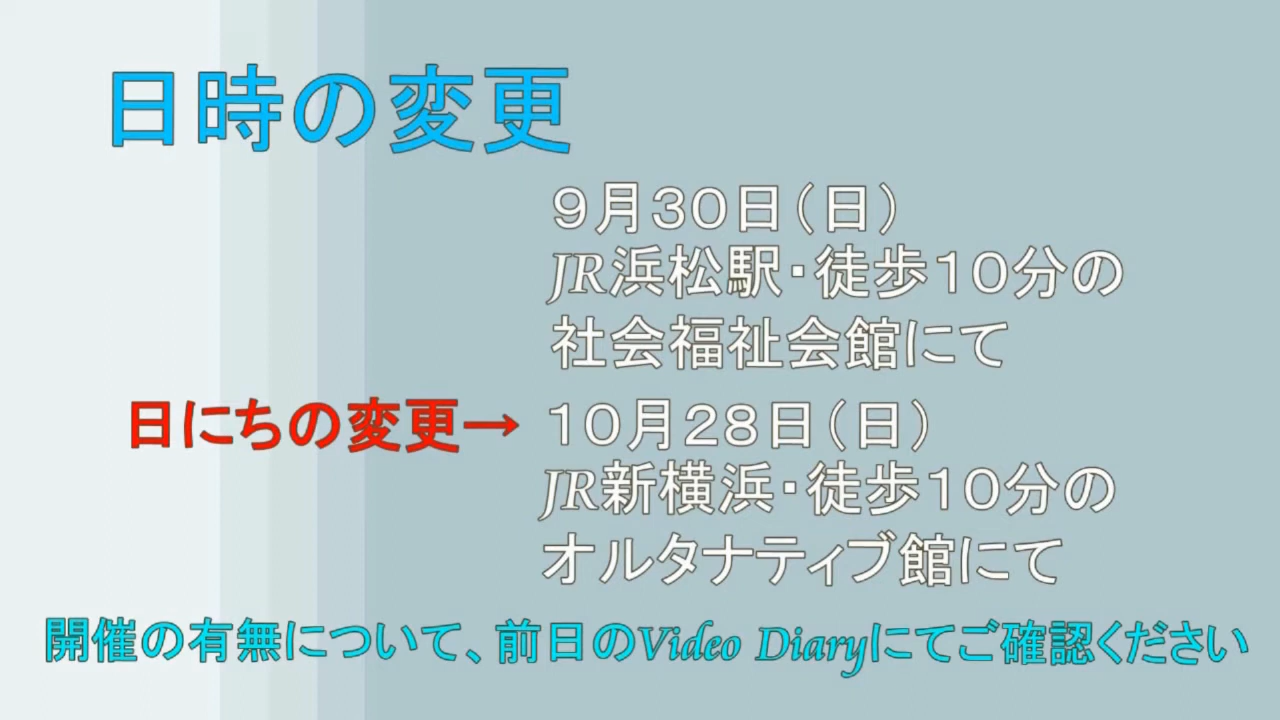 日時の変更
９月３０日（日）
JR浜松駅・徒歩１０分の
社会福祉会館にて
日にちの変更→ １０月２８日（日）
JR新横浜・徒歩１０分の
オルタナティブ館にて
開催の有無について、前日のVideo Diaryにてご確認ください